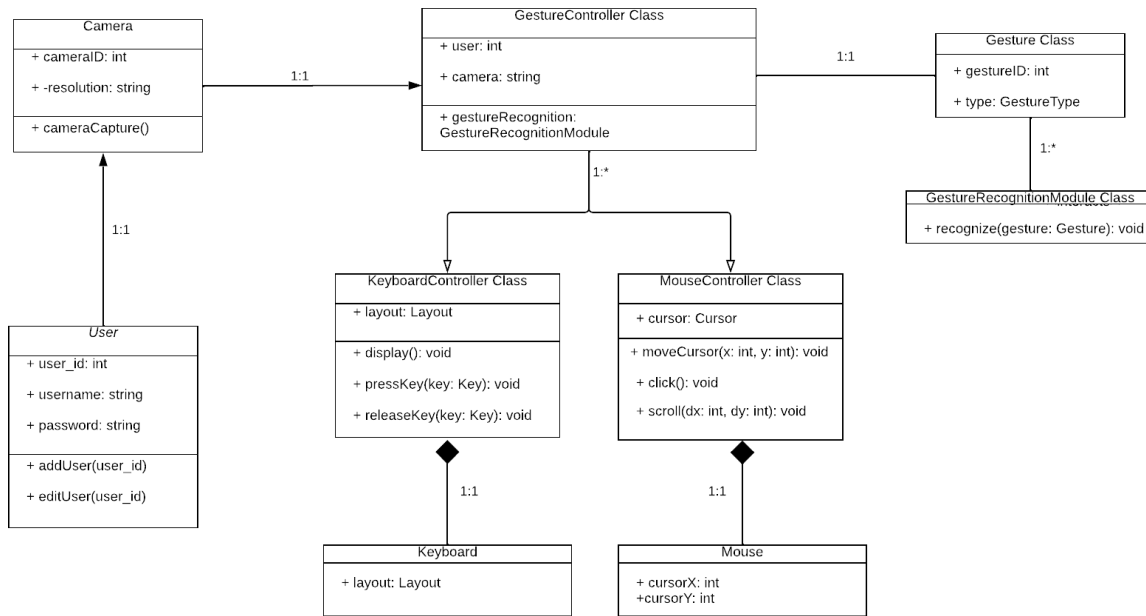 Camera
+ cameraID: int
+ -resolution: string
+ cameraCapture()
1:1
GestureController Class
+ user: int
+ camera: string
+ gestureRecognition:
GestureRecognitionModule
1:1
Gesture Class
+ gestureID: int
+ type: GestureType
1:*
GestureRecognitionModule Class
+ recognize(gesture: Gesture): void
1:*
1:1
User
+ user_id: int
+ username: string
+ password: string
+ addUser(user_id)
+ editUser(user_id)
KeyboardController Class
+ layout: Layout
+ display(): void
+ pressKey(key: Key): void
+ releaseKey(key: Key): void
MouseController Class
+ cursor: Cursor
+ moveCursor(x: int, y: int): void
+ click(): void
+ scroll(dx: int, dy: int): void
1:1
1:1
Keyboard
+ layout: Layout
Mouse
+ cursorX: int
+cursorY: int